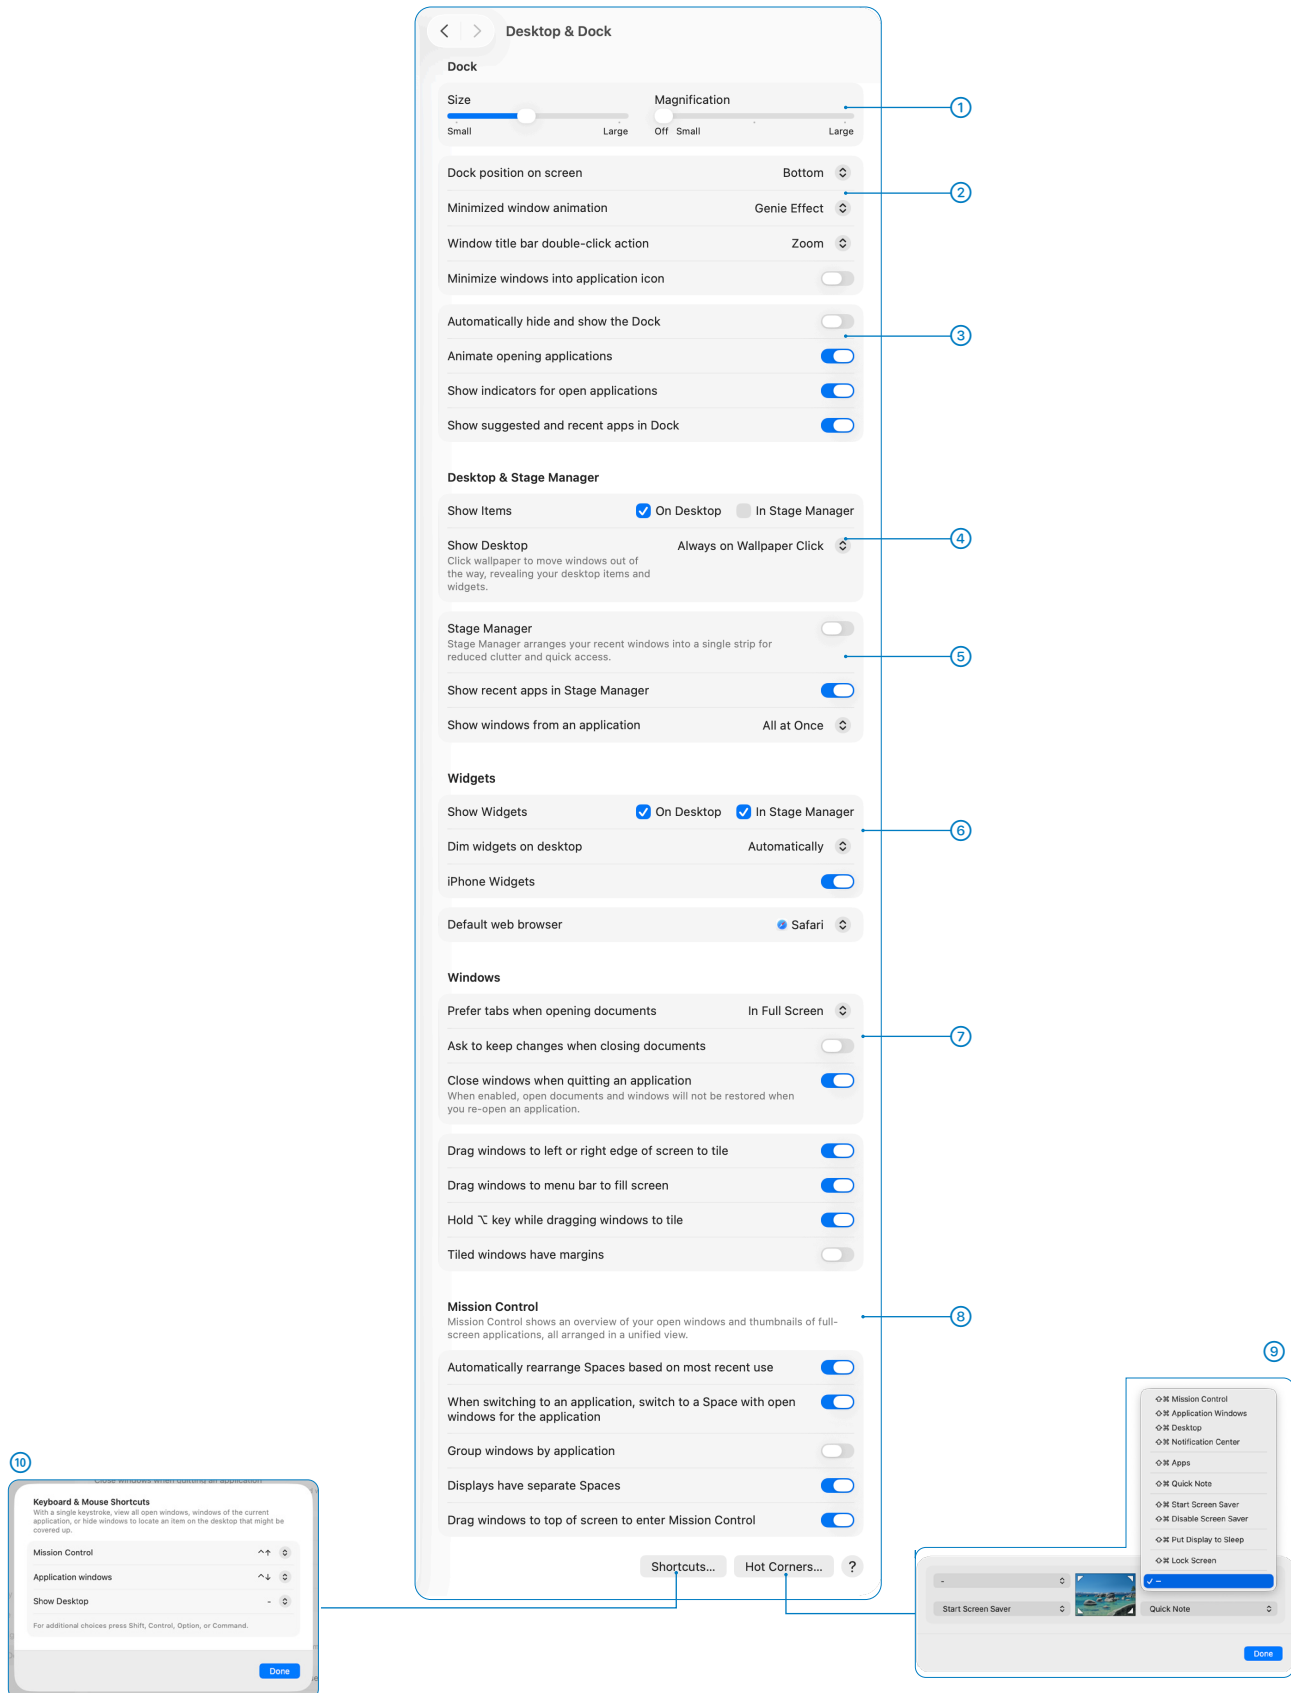 Desktop & Dock
Dock
Size
Magnification
Small
Large
Off
Small
Large
1
Dock position on screen
Bottom
2
Minimized window animation
Genie Effect
Window title bar double-click action
Zoom
Minimize windows into application icon
Automatically hide and show the Dock
3
Animate opening applications
Show indicators for open applications
Show suggested and recent apps in Dock
Desktop & Stage Manager
Show Items
On Desktop
In Stage Manager
Show Desktop
Always on Wallpaper Click
4
Click wallpaper to move windows out of
the way, revealing your desktop items and
widgets.
Stage Manager
Stage Manager arranges your recent windows into a single strip for
reduced clutter and quick access.
5
Show recent apps in Stage Manager
Show windows from an application
All at Once
Widgets
Show Widgets
On Desktop
In Stage Manager
6
Dim widgets on desktop
Automatically
iPhone Widgets
Default web browser
Safari
Windows
Prefer tabs when opening documents
In Full Screen
7
Ask to keep changes when closing documents
Close windows when quitting an application
When enabled, open documents and windows will not be restored when
you re-open an application.
Drag windows to left or right edge of screen to tile
Drag windows to menu bar to fill screen
Hold ⌥ key while dragging windows to tile
Tiled windows have margins
Mission Control
Mission Control shows an overview of your open windows and thumbnails of full-
screen applications, all arranged in a unified view.
8
Automatically rearrange Spaces based on most recent use
When switching to an application, switch to a Space with open
windows for the application
Group windows by application
Displays have separate Spaces
Drag windows to top of screen to enter Mission Control
Shortcuts...
Hot Corners...
?
9
⇧⌘ Mission Control
⇧⌘ Application Windows
⇧⌘ Desktop
⇧⌘ Notification Center
⇧⌘ Apps
⇧⌘ Quick Note
⇧⌘ Start Screen Saver
⇧⌘ Disable Screen Saver
⇧⌘ Put Display to Sleep
⇧⌘ Lock Screen
✓ –
-
Start Screen Saver
Quick Note
Done
10
Close windows when quitting an application
Keyboard & Mouse Shortcuts
With a single keystroke, view all open windows, windows of the current
application, or hide windows to locate an item on the desktop that might be
covered up.
Mission Control
^↑
Application windows
^↓
Show Desktop
-
For additional choices press Shift, Control, Option, or Command.
Done